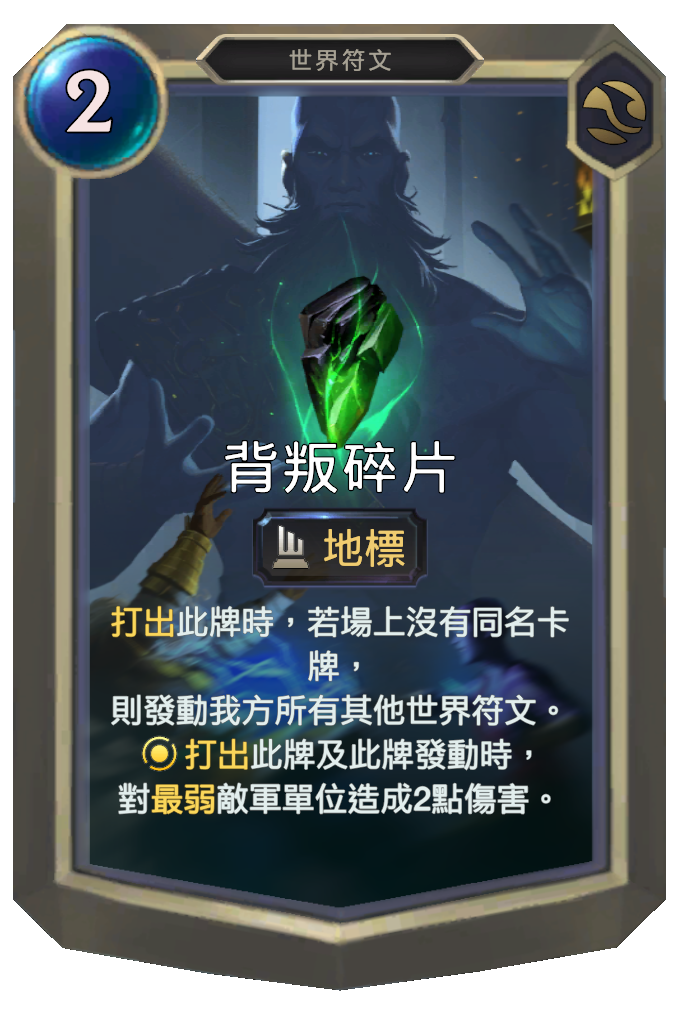 世界符文
2
背叛碎片
地標
打出此牌時，若場上沒有同名卡
牌，
則發動我方所有其他世界符文。
打出此牌及此牌發動時，
對最弱敵軍單位造成2點傷害。